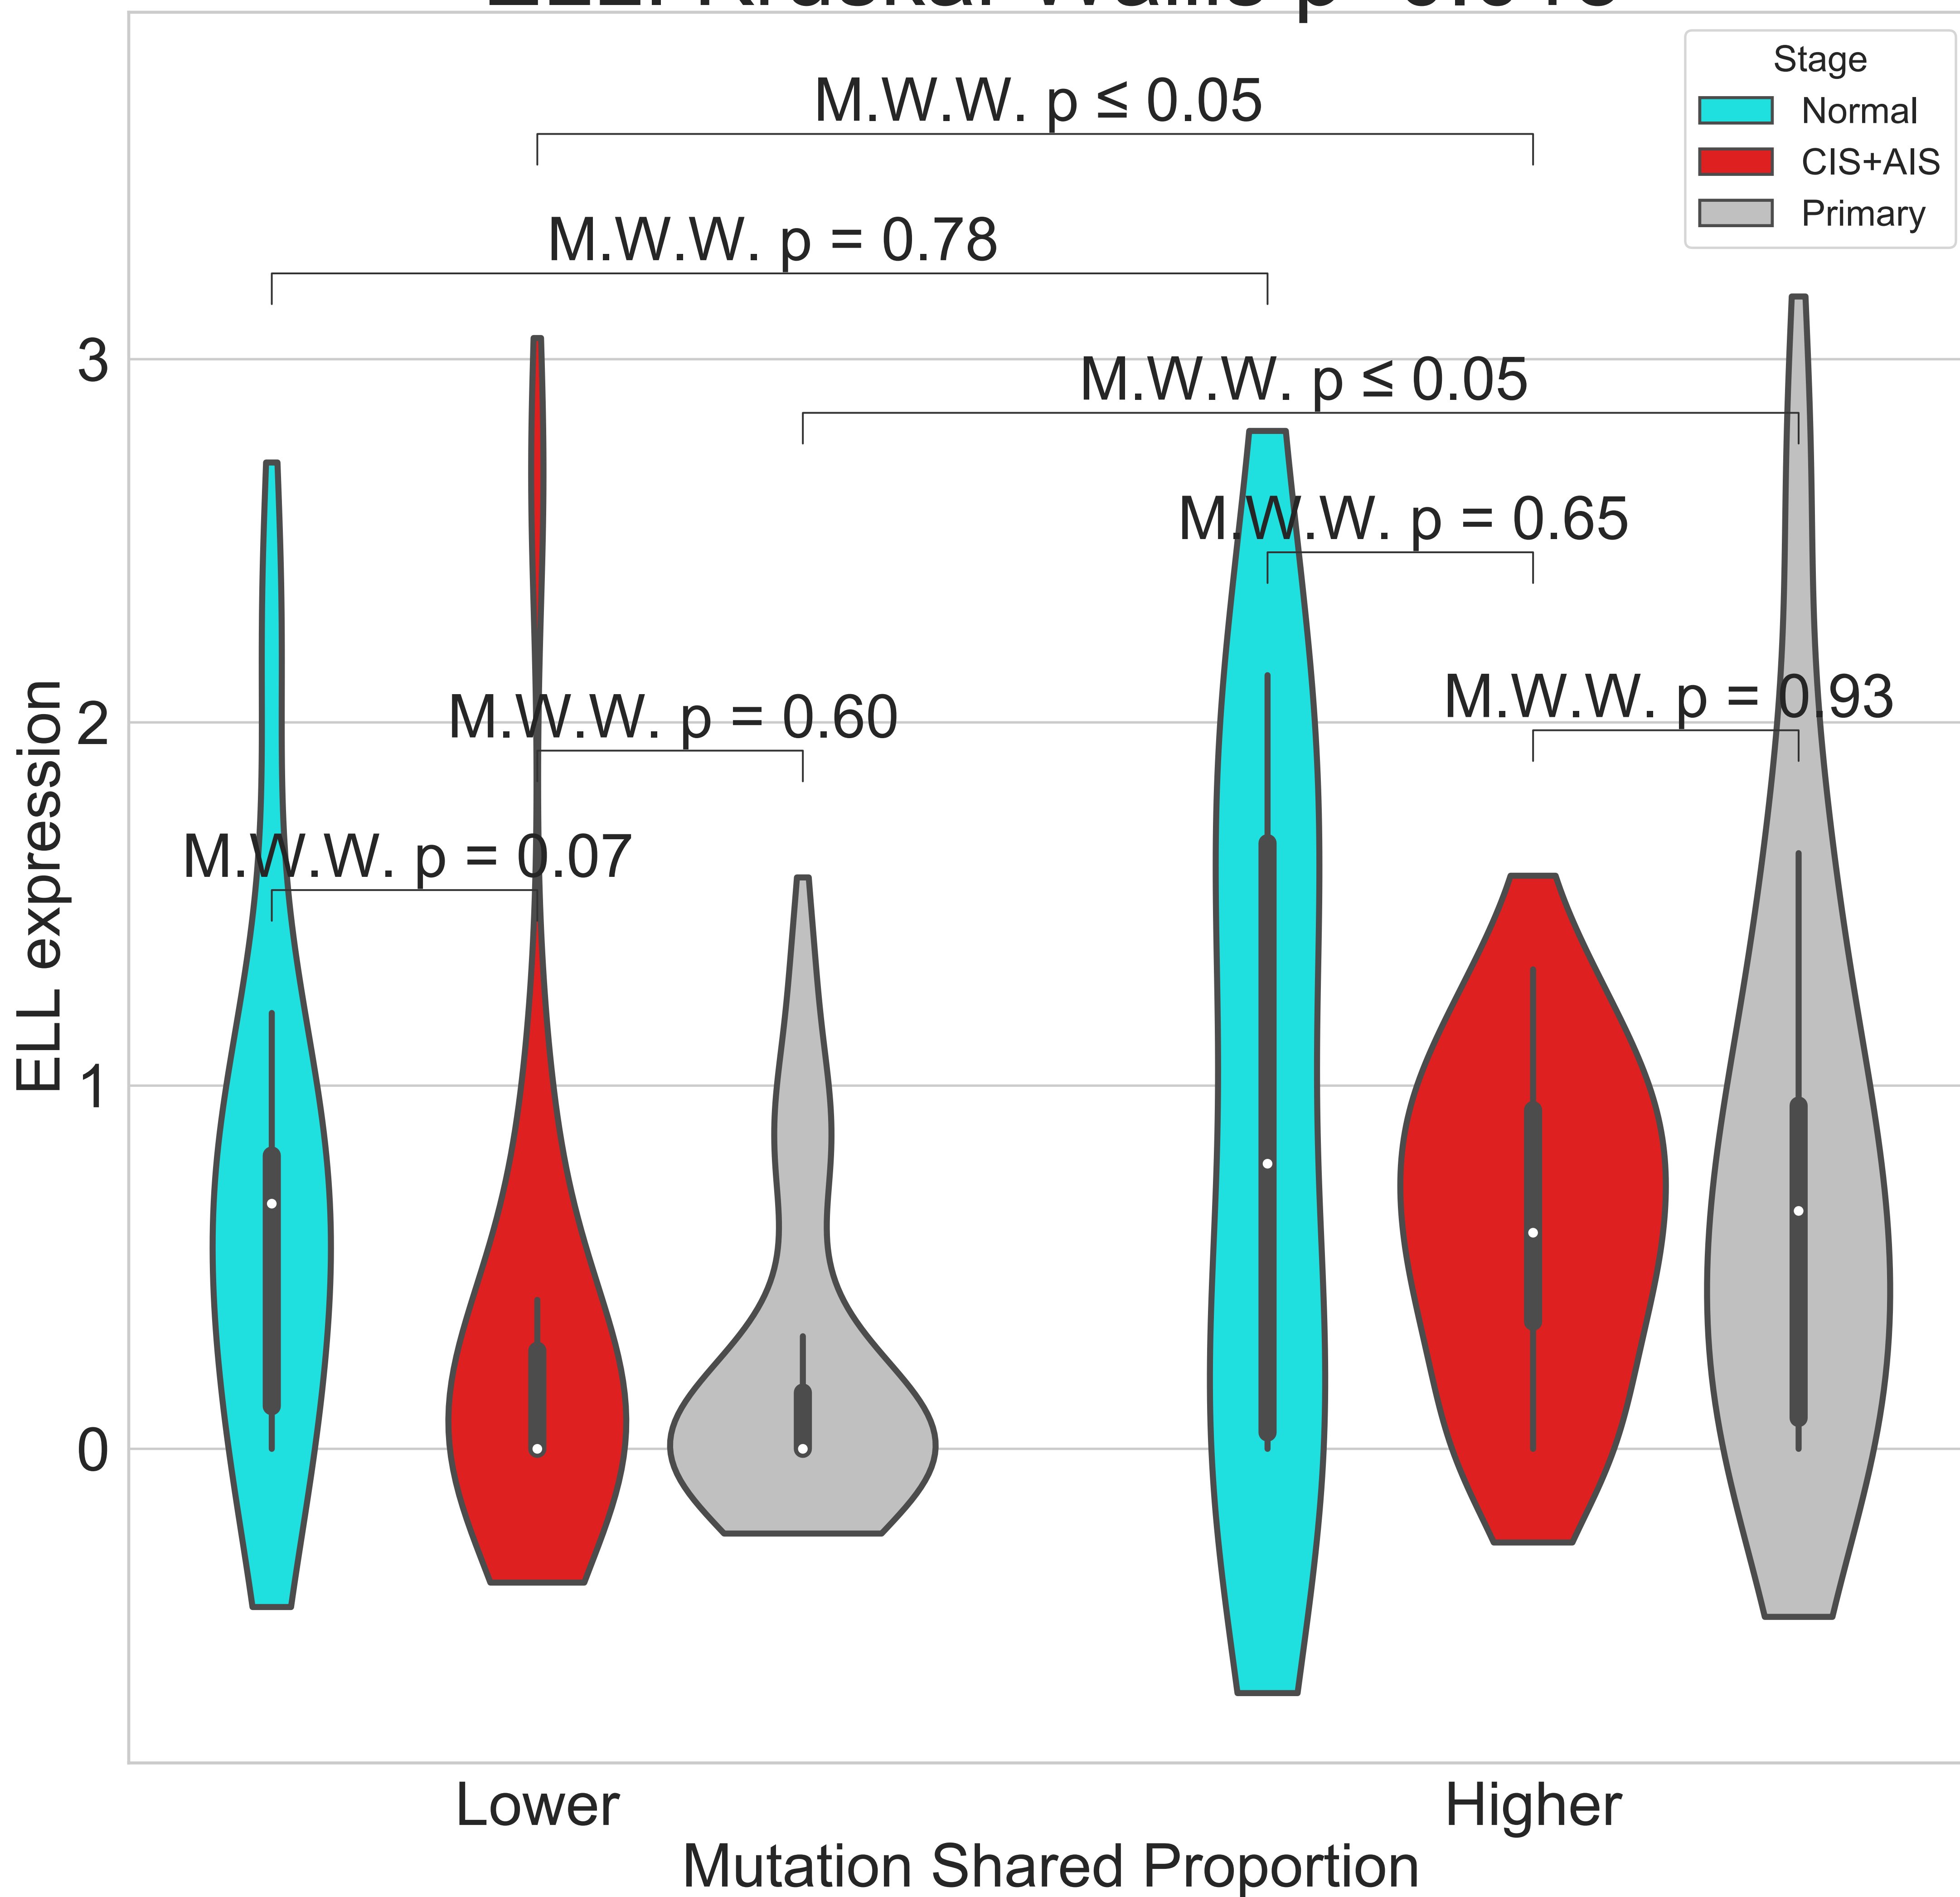 Stage
Normal
CIS+AIS
Primary
M.W.W. p ≤ 0.05
M.W.W. p = 0.78
M.W.W. p ≤ 0.05
M.W.W. p = 0.65
M.W.W. p = 0.93
M.W.W. p = 0.60
M.W.W. p = 0.07
ELL expression
3
2
1
0
Lower
Higher
Mutation Shared Proportion